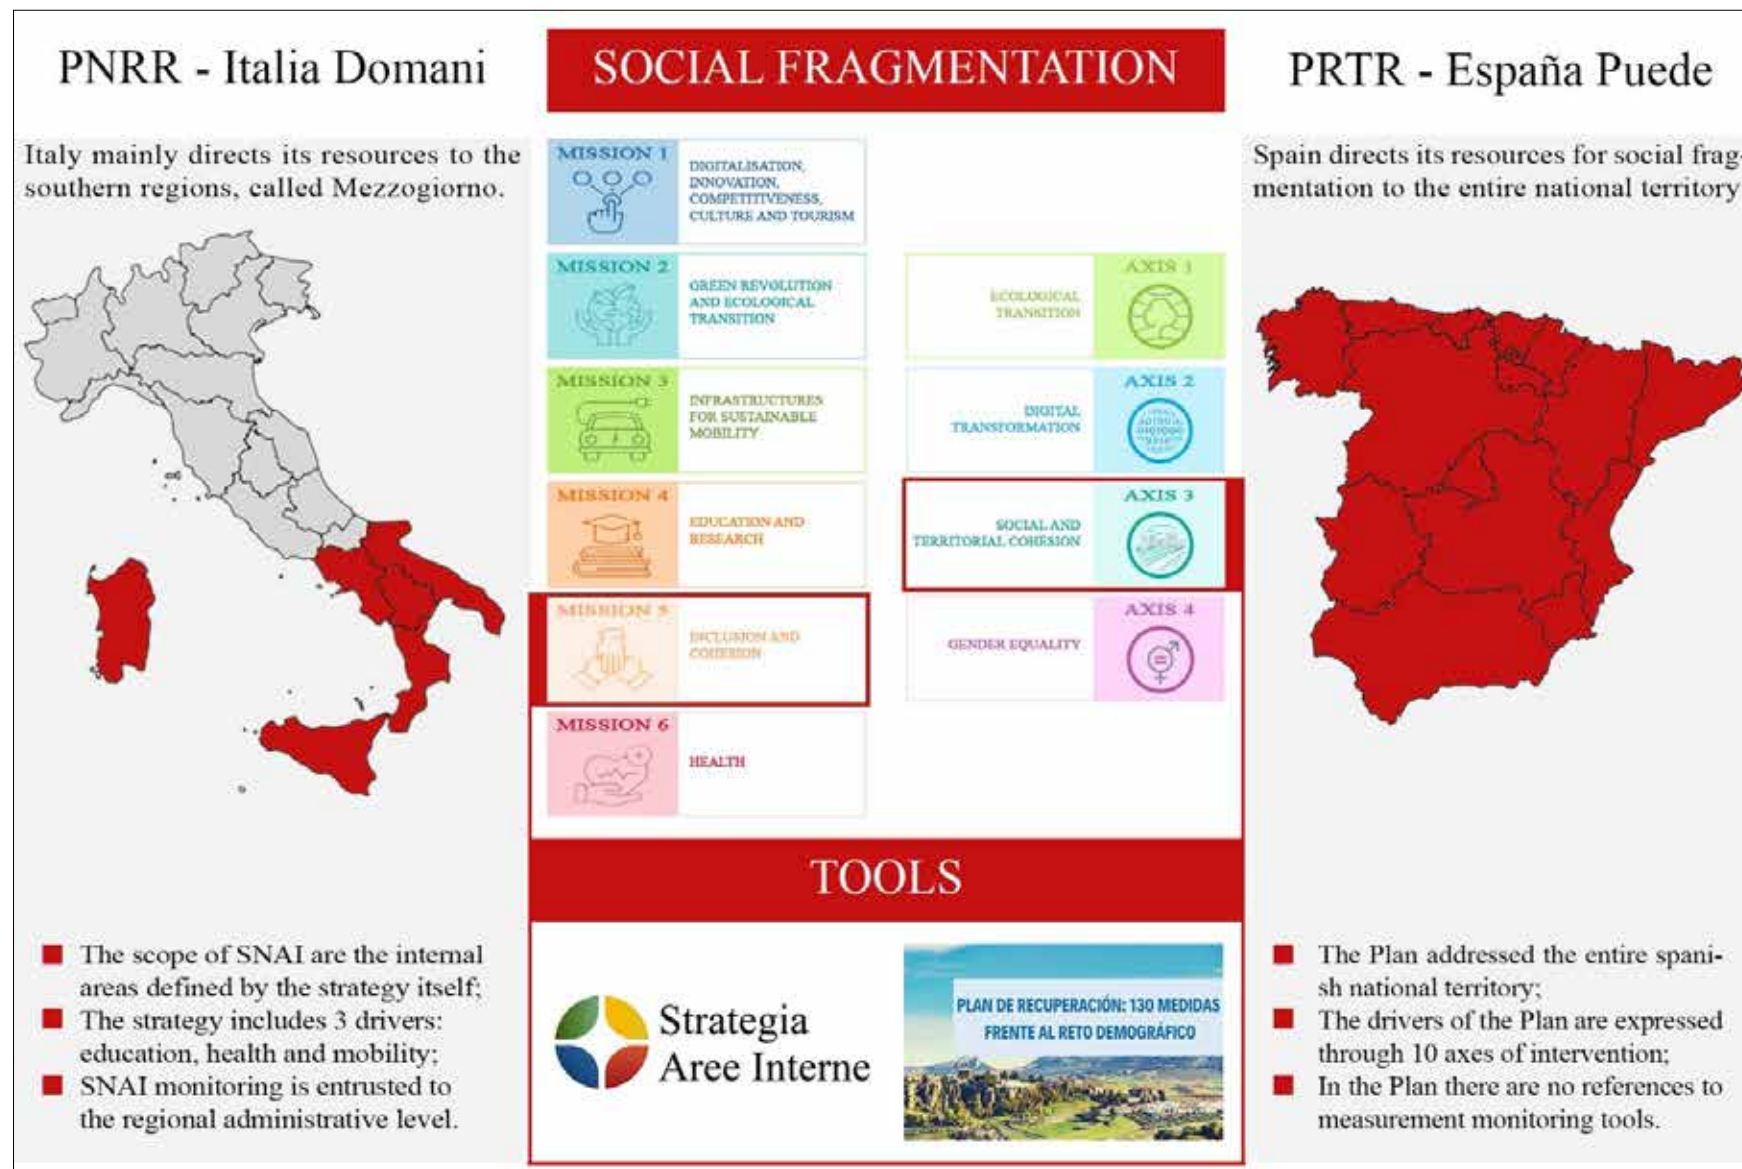 PNRR - Italia Domani
SOCIAL FRAGMENTATION
PRTR - España Puede
Italy mainly directs its resources to the
southern regions, called Mezzogiorno.
Spain directs its resources for social frag-
mentation to the entire national territory
MISSION 1
DIGITALISATION,
INNOVATION,
COMPETITIVENESS,
CULTURE AND TOURISM
MISSION 2
GREEN REVOLUTION
AND ECOLOGICAL
TRANSITION
MISSION 3
INFRASTRUCTURES
FOR SUSTAINABLE
MOBILITY
MISSION 4
EDUCATION AND
RESEARCH
MISSION 5
INCLUSION AND
COHESION
MISSION 6
HEALTH
AXIS 1
ECOLOGICAL
TRANSITION
AXIS 2
DIGITAL
TRANSFORMATION
AXIS 3
SOCIAL AND
TERRITORIAL COHESION
AXIS 4
GENDER EQUALITY
TOOLS
The scope of SNAI are the internal
areas defined by the strategy itself;
The strategy includes 3 drivers:
education, health and mobility;
SNAI monitoring is entrusted to
the regional administrative level.
Strategia
Aree Interne
PLAN DE RECUPERACIÓN: 130 MEDIDAS
FRENTE AL RETO DEMOGRÁFICO
The Plan addressed the entire spani-
sh national territory;
The drivers of the Plan are expressed
through 10 axes of intervention;
In the Plan there are no references to
measurement monitoring tools.